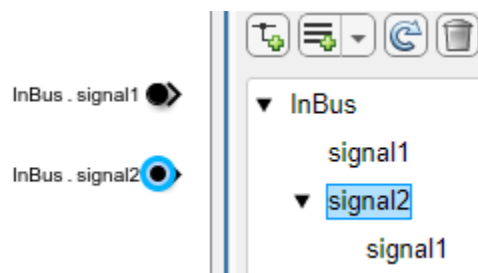 InBus . signal1
InBus . signal2
InBus
signal1
signal2
signal1